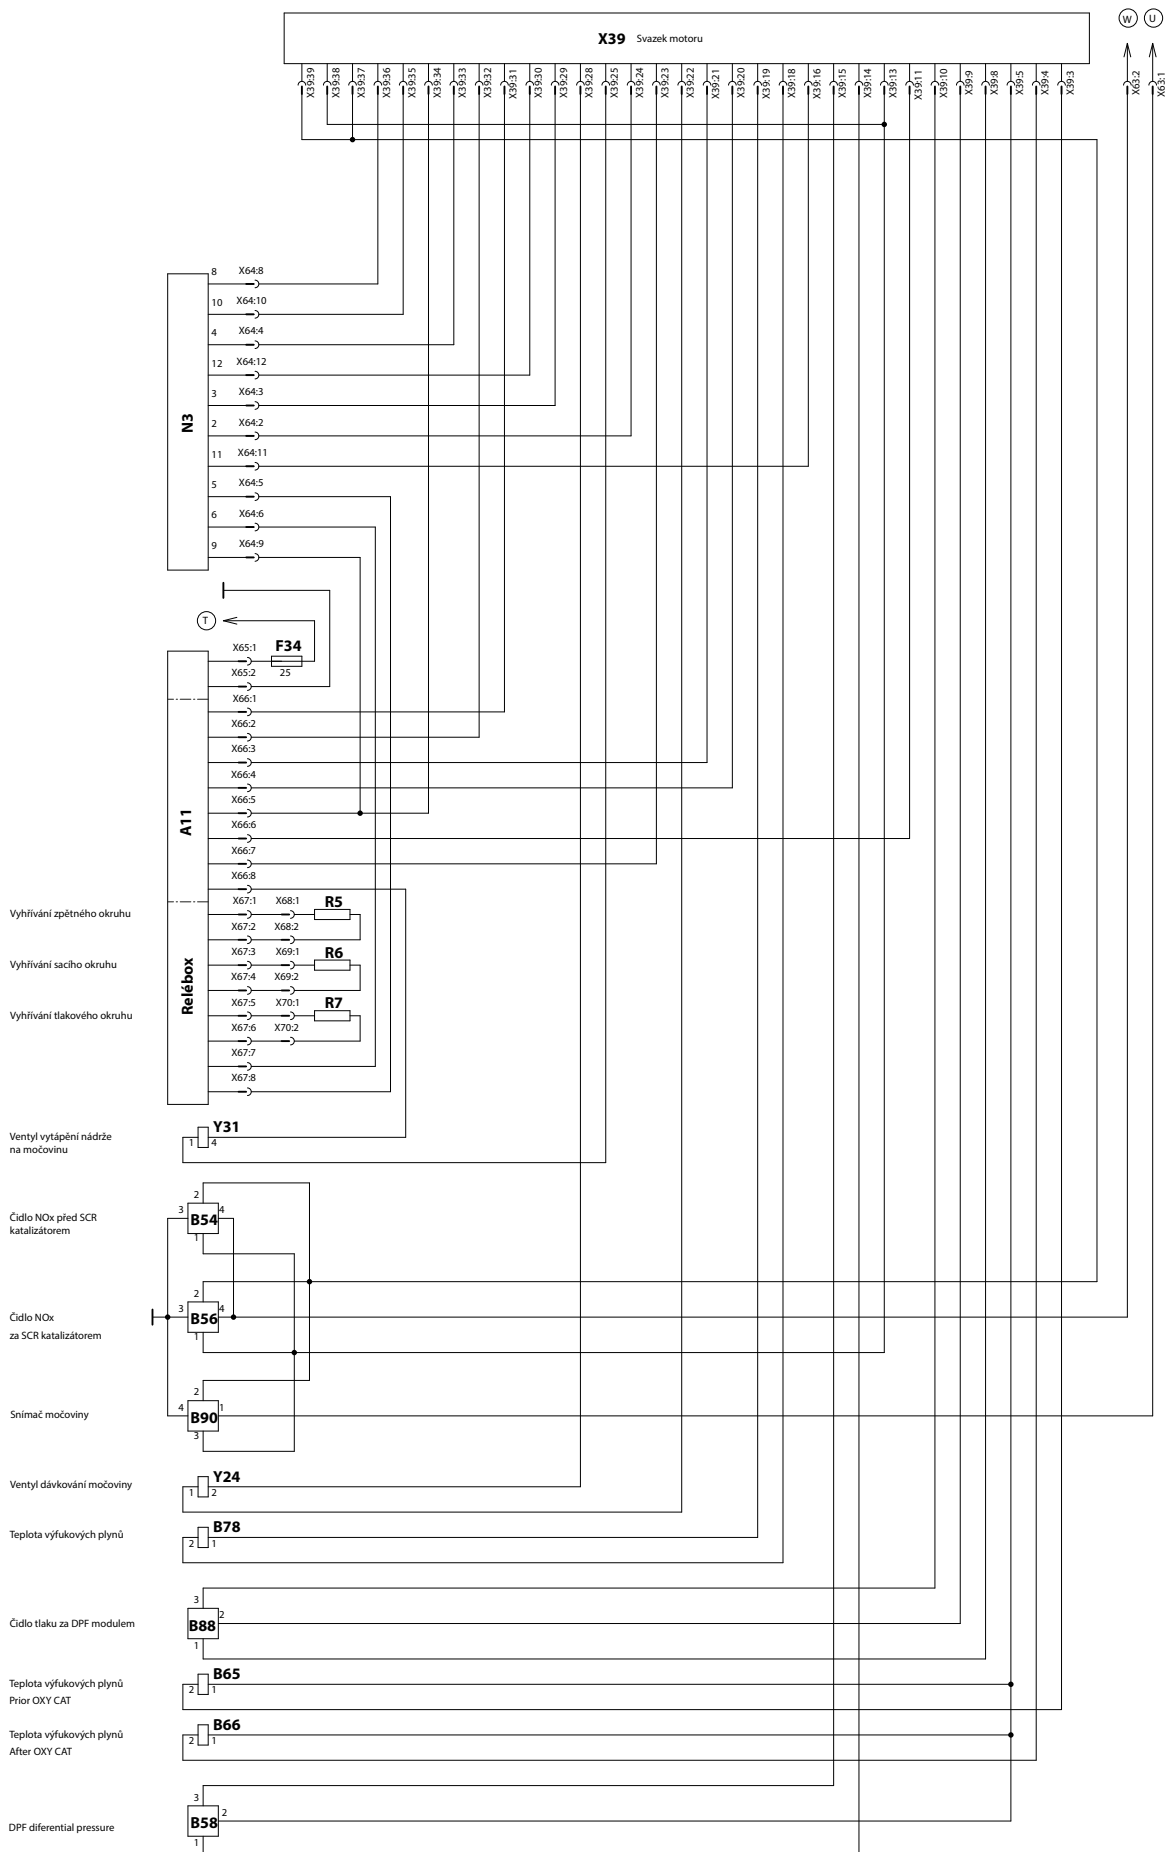 W U
X39 Svazek motoru
X39:39 X39:38 X39:37 X39:36 X39:35 X39:34 X39:33 X39:32 X39:31 X39:30 X39:29 X39:28 X39:25 X39:24 X39:23 X39:22 X39:21 X39:20 X39:19 X39:18 X39:16 X39:15 X39:14 X39:13 X39:11 X39:10 X39:9 X39:8 X39:5 X39:4 X39:3 X63:2 X63:1
8 X64:8
10 X64:10
4 X64:4
12 X64:12
3 X64:3
N3
2 X64:2
11 X64:11
5 X64:5
6 X64:6
9 X64:9
T
X65:1 F34
X65:2 25
X66:1
X66:2
X66:3
X66:4
X66:5
A11
X66:6
X66:7
X66:8
Vyhřívání zpětného okruhu
X67:1 X68:1 R5
X67:2 X68:2
Vyhřívání sacího okruhu
X67:3 X69:1 R6
X67:4 X69:2
Relébox
Vyhřívání tlakového okruhu
X67:5 X70:1 R7
X67:6 X70:2
X67:7
X67:8
Ventyl vytápění nádrže
na močovinu
Y31
1 4
Čidlo NOx před SCR
katalizátorem
2
3 B54 4
1
Čidlo NOx
za SCR katalizátorem
2
3 B56 4
1
Snímač močoviny
2
4 B90 1
3
Ventyl dávkování močoviny
Y24
1 2
Teplota výfukových plynů
B78
2 1
Čidlo tlaku za DPF modulem
3
B88 2
1
Teplota výfukových plynů
Prior OXY CAT
B65
2 1
Teplota výfukových plynů
After OXY CAT
B66
2 1
DPF diferential pressure
3
B58 2
1